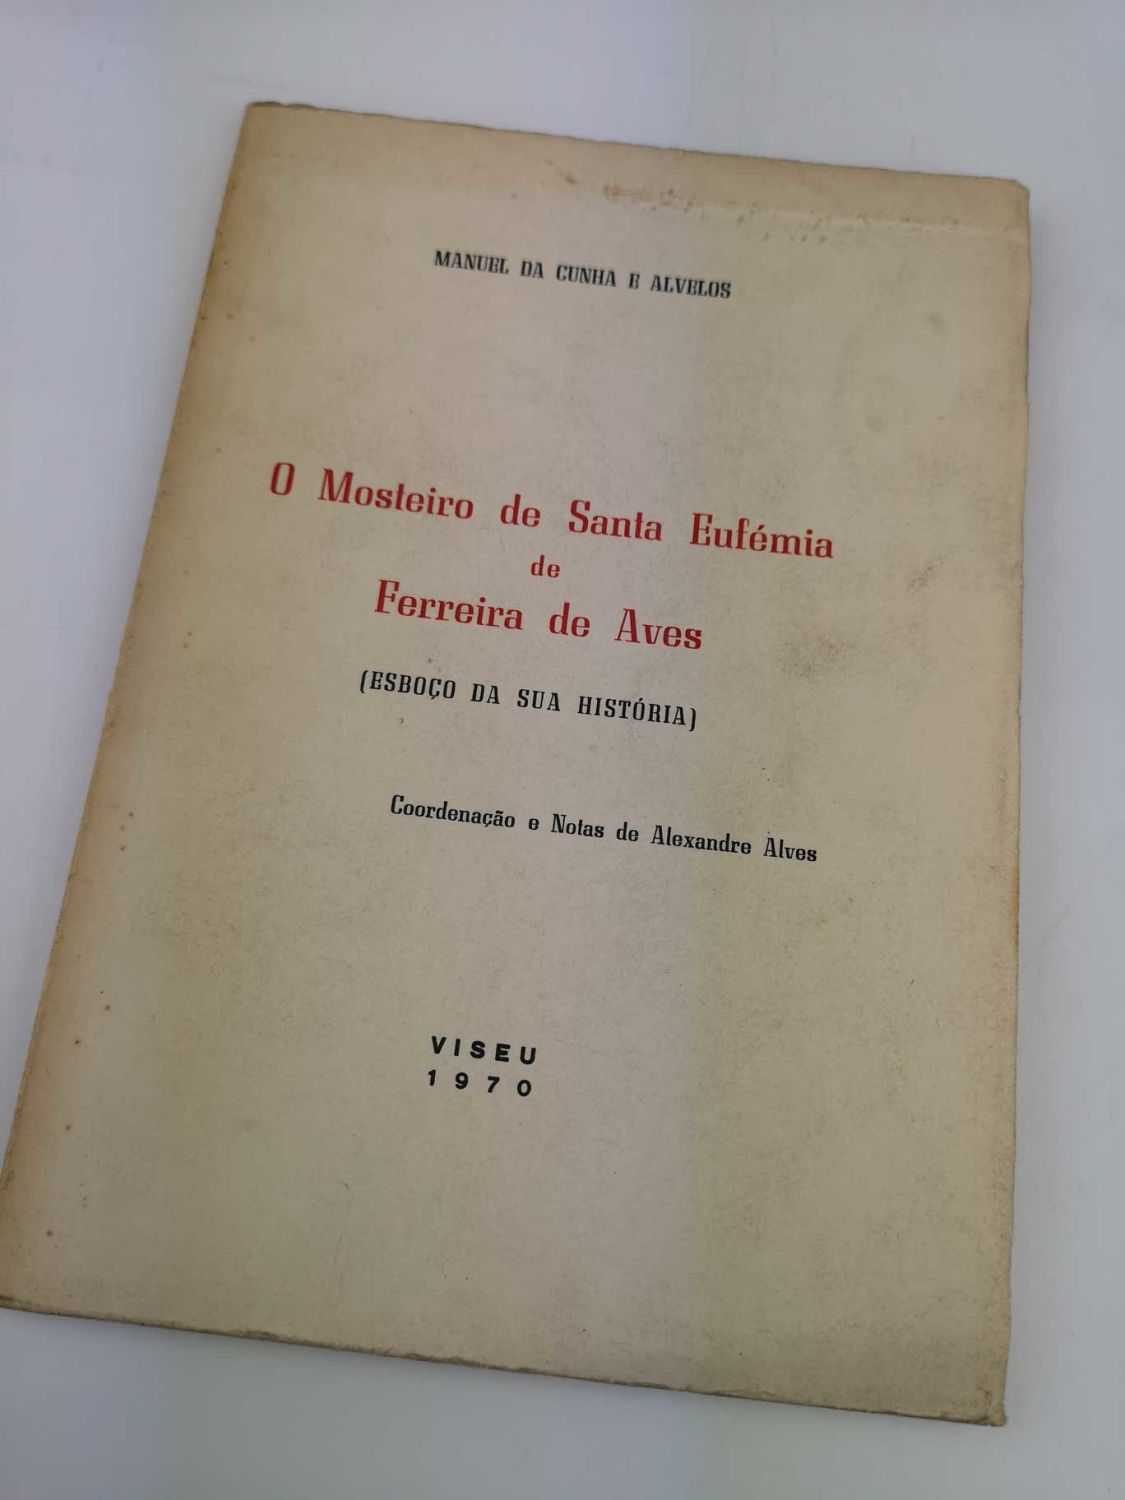 MANUEL DA CUNHA E ALVELOS
O Mosteiro de Santa Eufémia
de
Ferreira de Aves
(ESBOÇO DA SUA HISTÓRIA)
Coordenação e Notas de Alexandre Alves
VISEU
1970